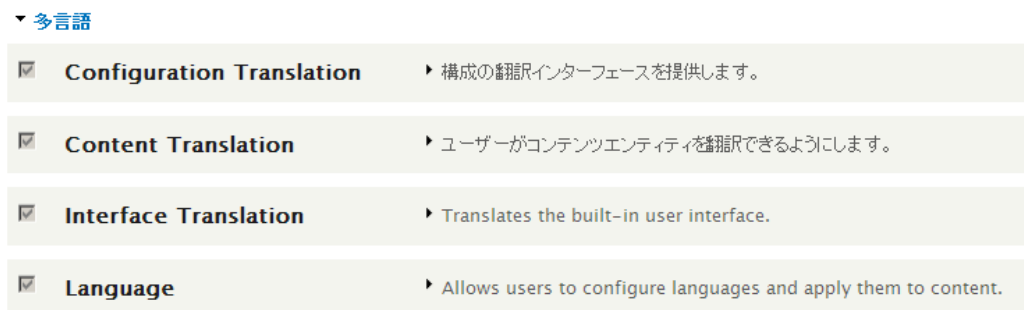 多言語
Configuration Translation 構成の翻訳インターフェースを提供します。
Content Translation ユーザーがコンテンツエンティティを翻訳できるようにします。
Interface Translation Translates the built-in user interface.
Language Allows users to configure languages and apply them to content.